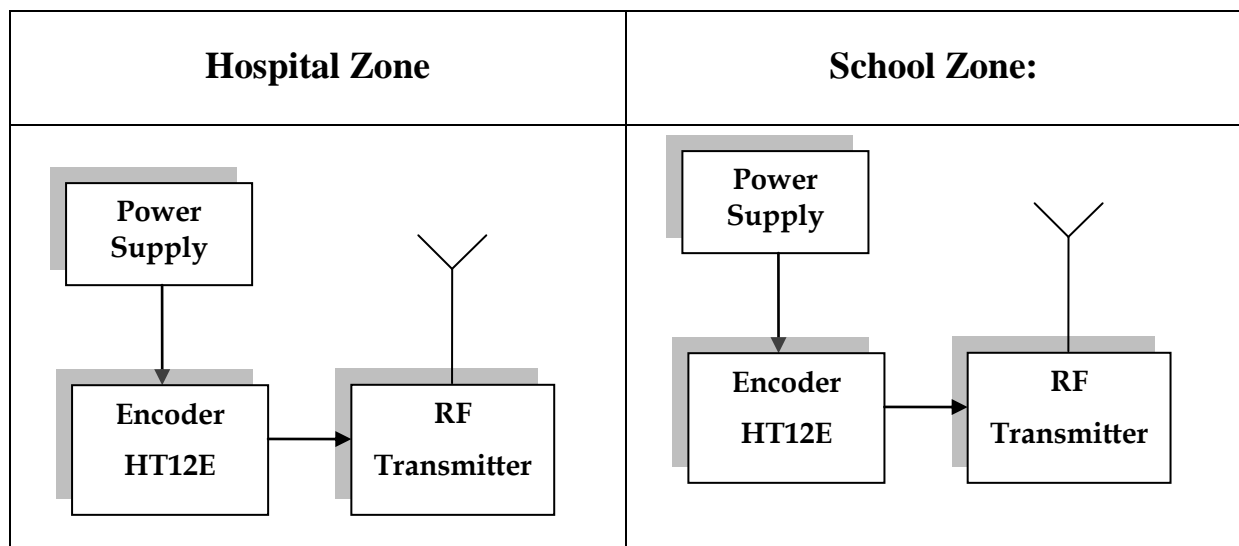 Hospital Zone
School Zone:
Power
Supply
Encoder
HT12E
RF
Transmitter
Power
Supply
Encoder
HT12E
RF
Transmitter